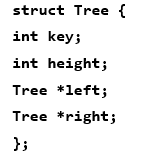 struct Tree {
int key;
int height;
Tree *left;
Tree *right;
};